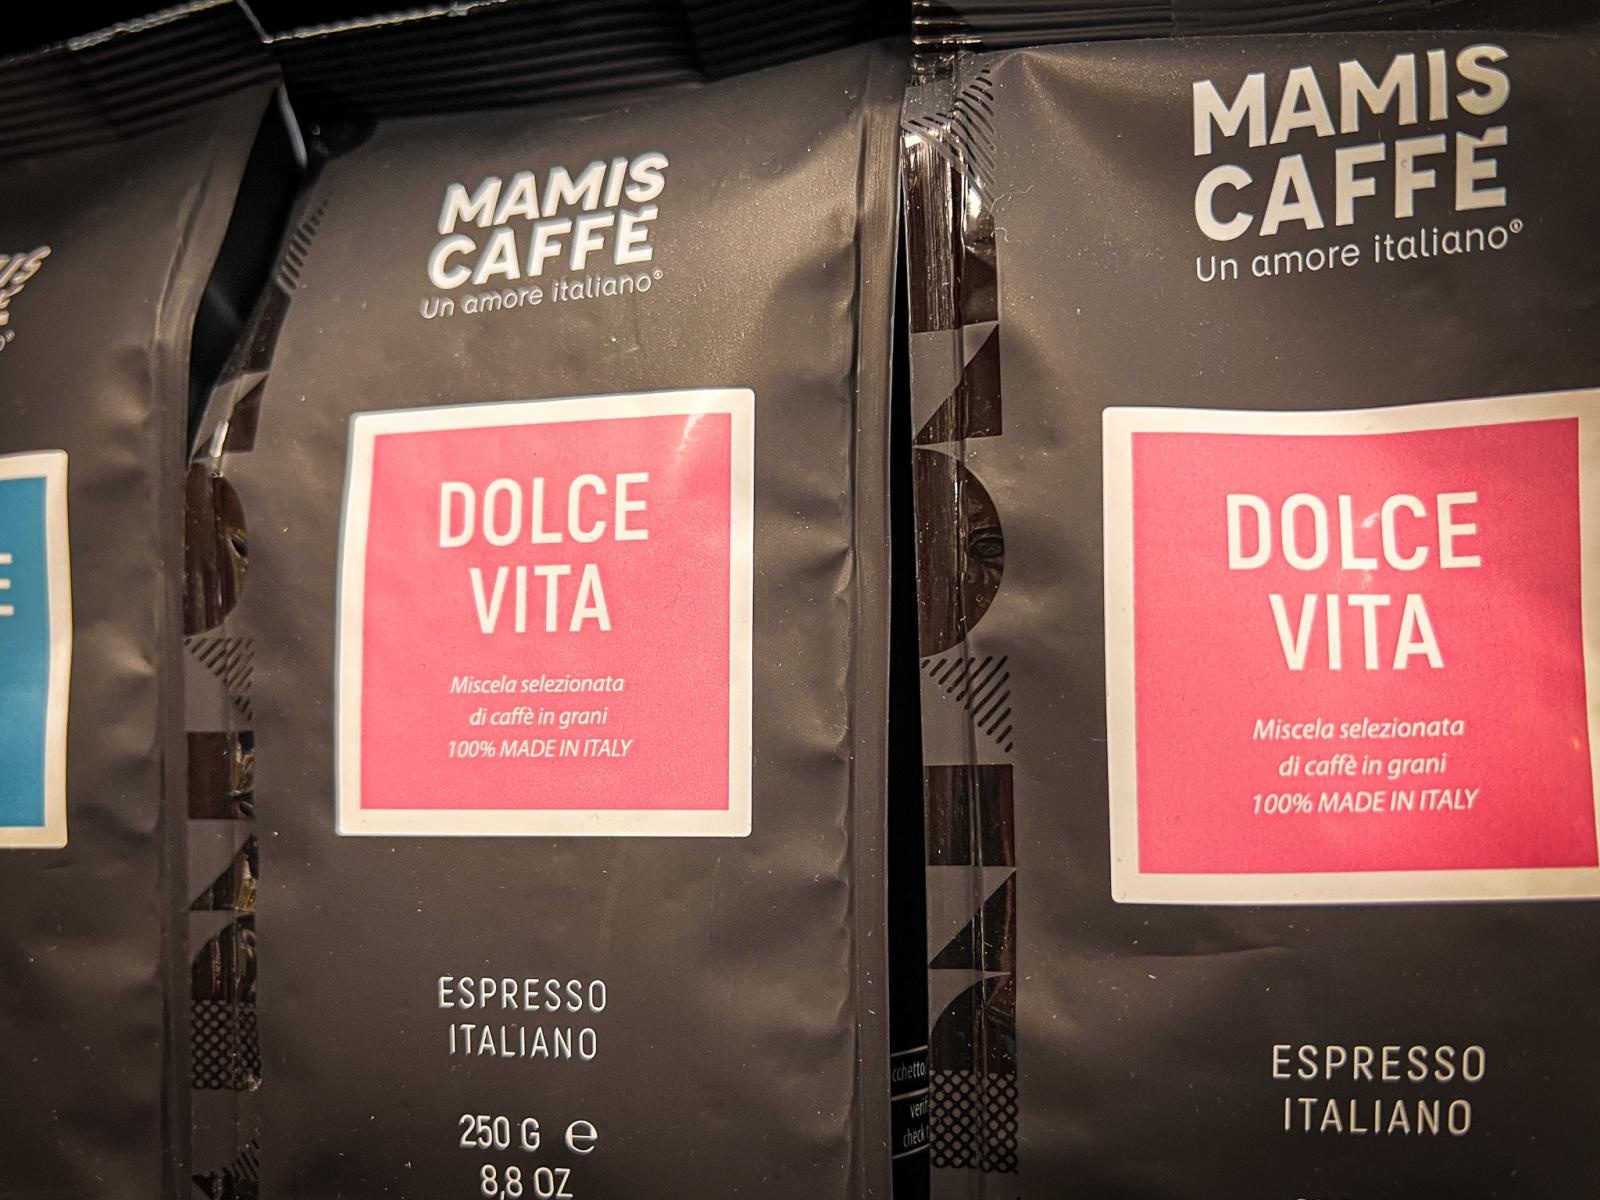 MAMIS
CAFFÉ
Un amore italiano®
DOLCE
VITA
Miscela selezionata
di caffè in grani
100% MADE IN ITALY
ESPRESSO
ITALIANO
250 G ℮
8,8 OZ
MAMIS
CAFFÉ
Un amore italiano®
DOLCE
VITA
Miscela selezionata
di caffè in grani
100% MADE IN ITALY
ESPRESSO
ITALIANO